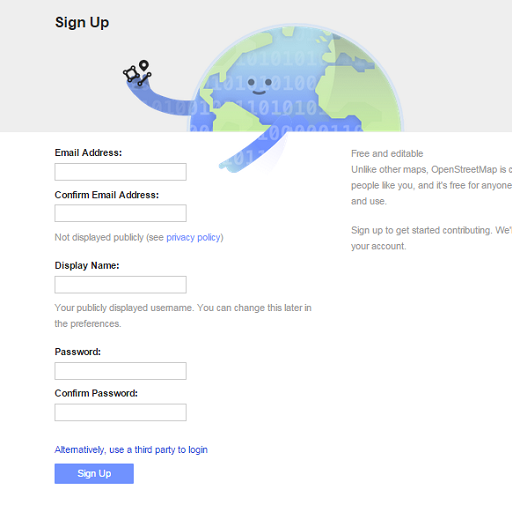 Sign Up
Email Address:
Confirm Email Address:
Not displayed publicly (see privacy policy)
Display Name:
Your publicly displayed username. You can change this later in
the preferences.
Password:
Confirm Password:
Alternatively, use a third party to login
Sign Up
Free and editable
Unlike other maps, OpenStreetMap is
people like you, and it's free for anyone
and use.
Sign up to get started contributing. We'll
your account.